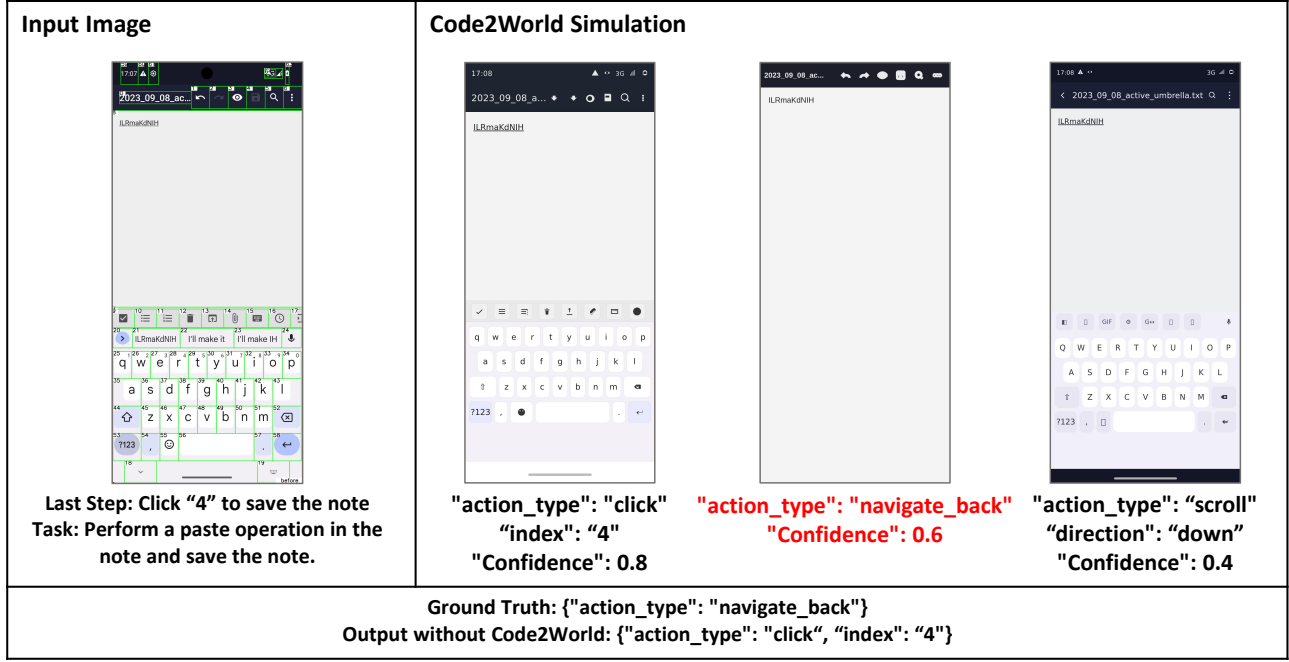 Input Image
Code2World Simulation
17:07
3G
2023_09_08_ac...
ILRmaKdNIH
ILRmaKdNIH I'll make it I'll make IH
q w e r t y u i o p
a s d f g h j k l
z x c v b n m
?123 , .
before
17:08 3G
2023_09_08_a...
ILRmaKdNIH
q w e r t y u i o p
a s d f g h j k l
z x c v b n m
?123 , .
2023_09_08_ac...
ILRmaKdNIH
17:08 3G
2023_09_08_active_umbrella.txt
ILRmaKdNIH
GIF
Q W E R T Y U I O P
A S D F G H J K L
Z X C V B N M
?123 , .
Last Step: Click “4” to save the note
Task: Perform a paste operation in the
note and save the note.
"action_type": "click"
“index": “4"
"Confidence": 0.8
"action_type": "navigate_back"
"Confidence": 0.6
"action_type": “scroll"
“direction": “down”
"Confidence": 0.4
Ground Truth: {"action_type": "navigate_back"}
Output without Code2World: {"action_type": "click“, “index": “4"}